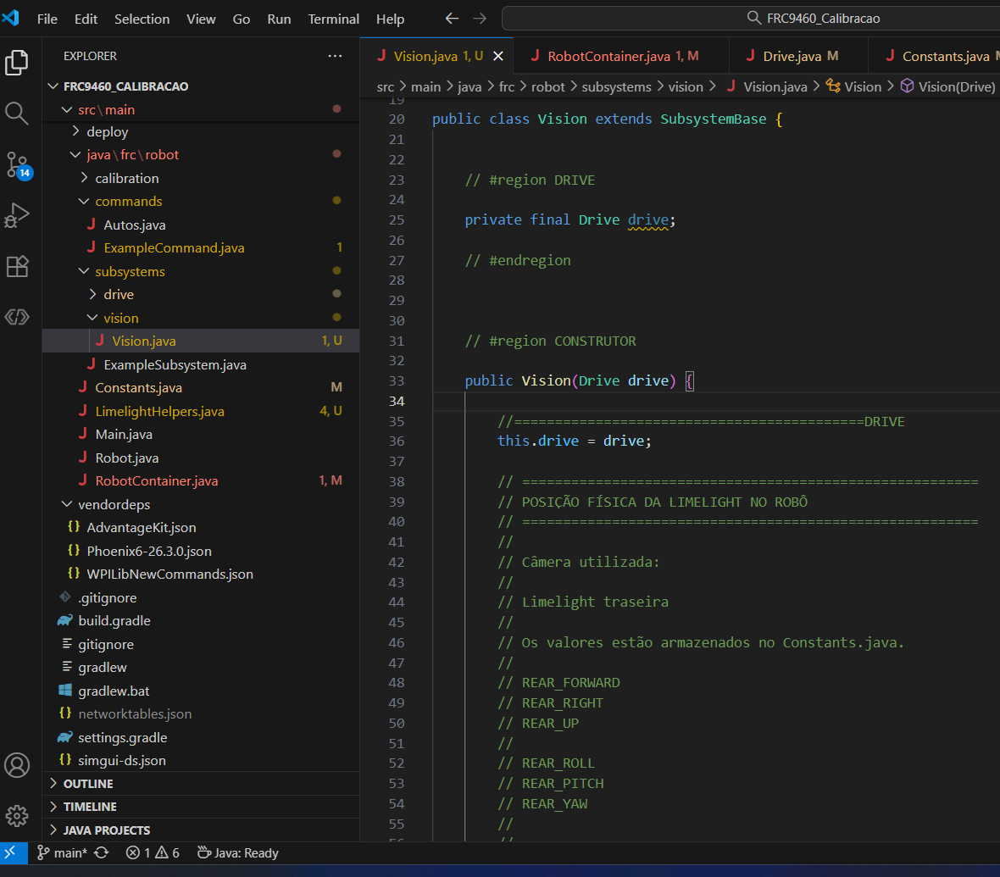 File Edit Selection View Go Run Terminal Help
FRC9460_Calibracao
EXPLORER
FRC9460_CALIBRACAO
src\main
deploy
java\frc\robot
calibration
commands
Autos.java
ExampleCommand.java 1
subsystems
drive
vision
Vision.java 1, U
ExampleSubsystem.java
Constants.java M
LimelightHelpers.java 4, U
Main.java
Robot.java
RobotContainer.java 1, M
vendordeps
AdvantageKit.json
Phoenix6-26.3.0.json
WPILibNewCommands.json
.gitignore
build.gradle
gitignore
gradlew
gradlew.bat
networktables.json
settings.gradle
simgui-ds.json
OUTLINE
TIMELINE
JAVA PROJECTS
14
Vision.java 1, U RobotContainer.java 1, M Drive.java M Constants.java
src > main > java > frc > robot > subsystems > vision > Vision.java > Vision > Vision(Drive)
19
20 public class Vision extends SubsystemBase {
21
22
23 // #region DRIVE
24
25 private final Drive drive;
26
27 // #endregion
28
29
30
31 // #region CONSTRUTOR
32
33 public Vision(Drive drive) {
34
35 //===========================================DRIVE
36 this.drive = drive;
37
38 // ========================================================
39 // POSIÇÃO FÍSICA DA LIMELIGHT NO ROBÔ
40 // ========================================================
41 //
42 // Câmera utilizada:
43 //
44 // Limelight traseira
45 //
46 // Os valores estão armazenados no Constants.java.
47 //
48 // REAR_FORWARD
49 // REAR_RIGHT
50 // REAR_UP
51 //
52 // REAR_ROLL
53 // REAR_PITCH
54 // REAR_YAW
55 //
main* 1 6 Java: Ready